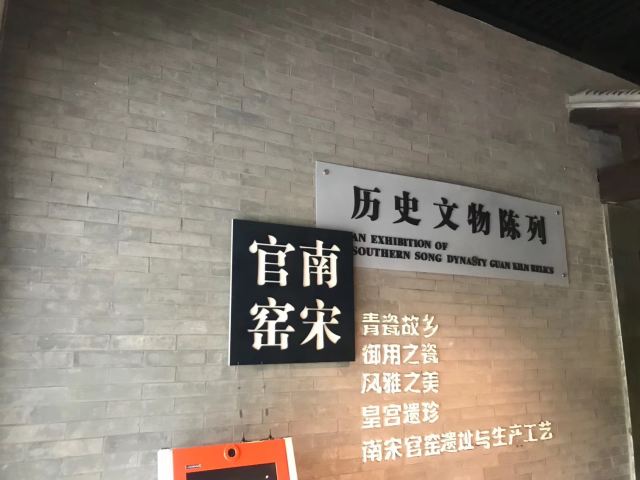 历史文物陈列
AN EXHIBITION OF
SOUTHERN SONG DYNASTY GUAN KILN RELICS
南宋
官窑
青瓷故乡
御用之瓷
风雅之美
皇宫遗珍
南宋官窑遗址与生产工艺